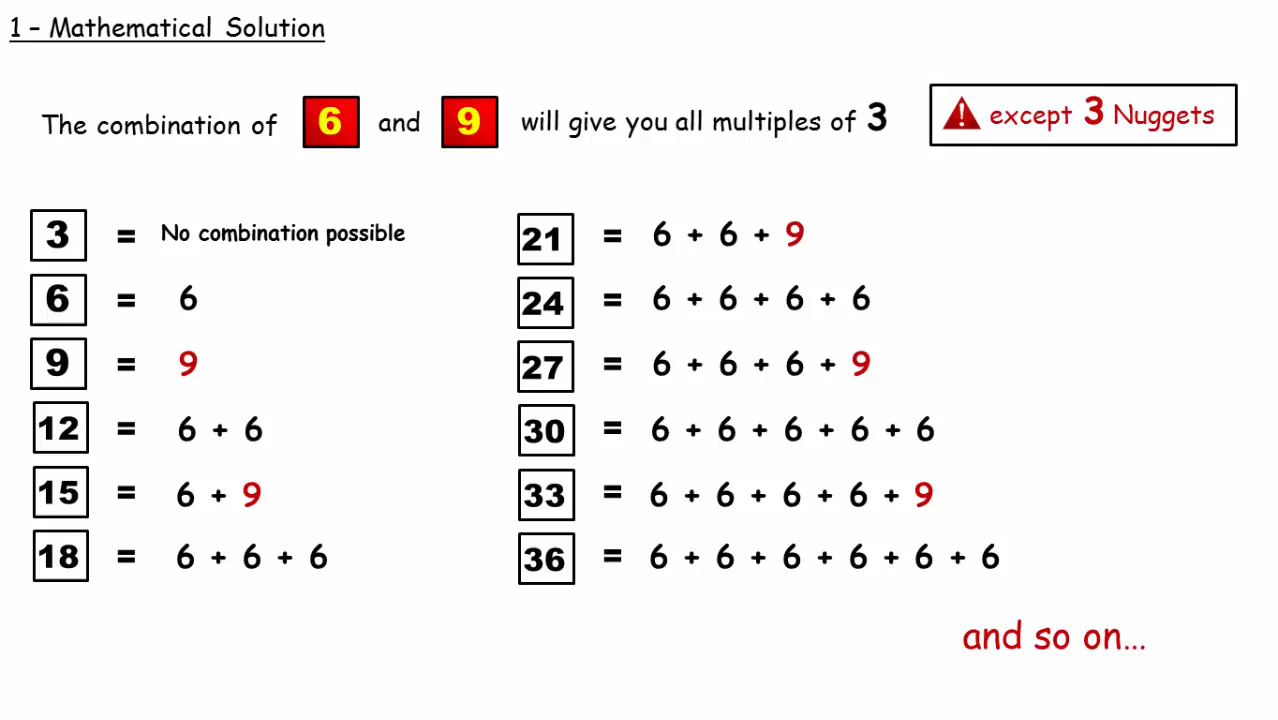 1 – Mathematical Solution
The combination of 6 and 9 will give you all multiples of 3
except 3 Nuggets
3 = No combination possible
6 = 6
9 = 9
12 = 6 + 6
15 = 6 + 9
18 = 6 + 6 + 6
21 = 6 + 6 + 9
24 = 6 + 6 + 6 + 6
27 = 6 + 6 + 6 + 9
30 = 6 + 6 + 6 + 6 + 6
33 = 6 + 6 + 6 + 6 + 9
36 = 6 + 6 + 6 + 6 + 6 + 6
and so on...